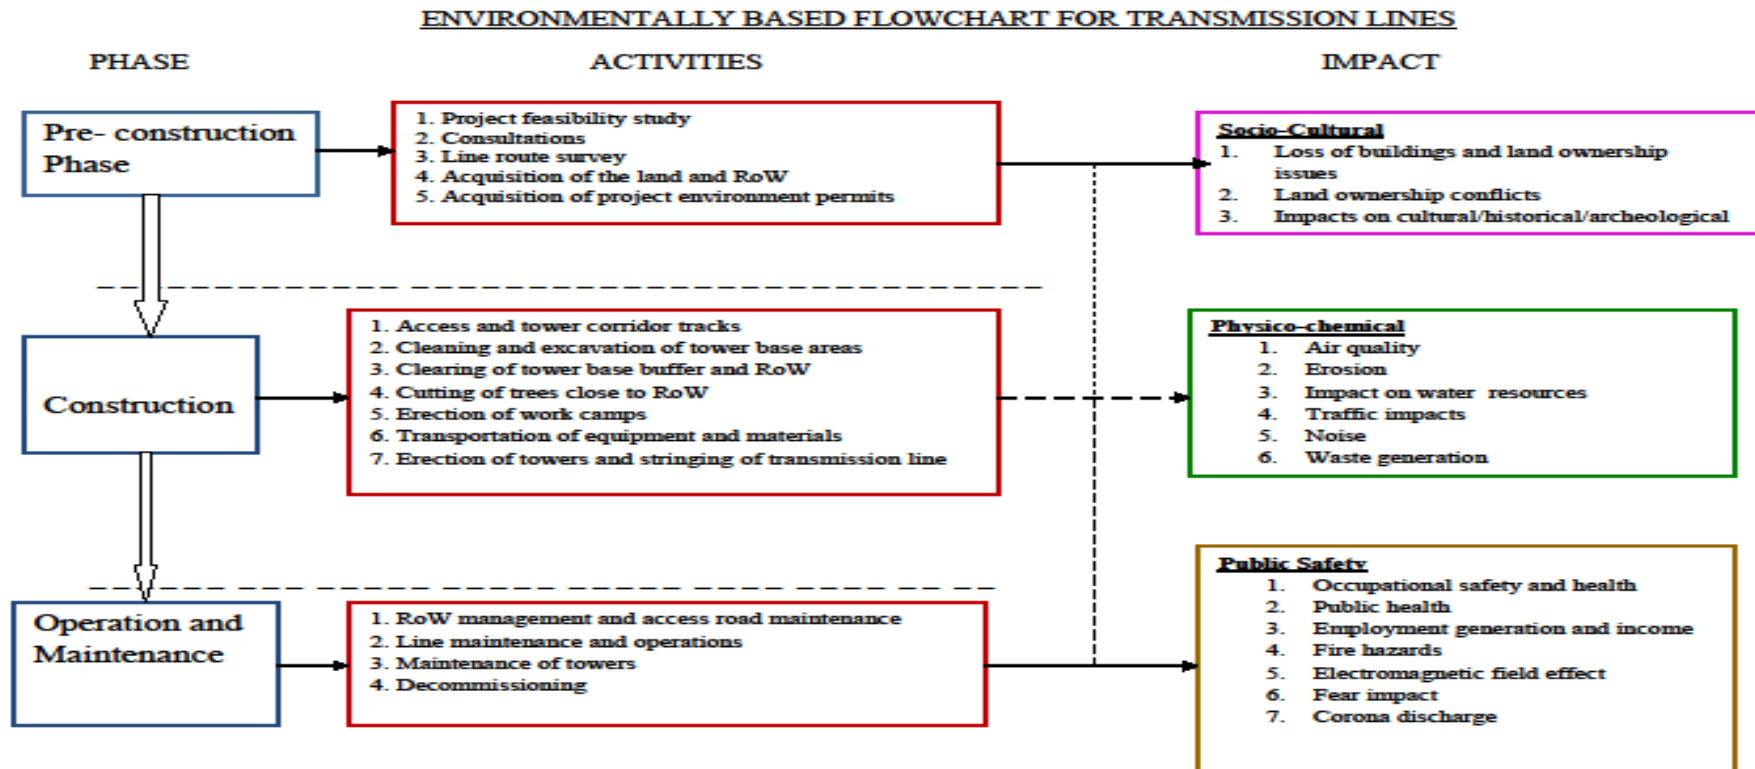 ENVIRONMENTALLY BASED FLOWCHART FOR TRANSMISSION LINES
PHASE
ACTIVITIES
IMPACT
Pre- construction
Phase
1. Project feasibility study
2. Consultations
3. Line route survey
4. Acquisition of the land and RoW
5. Acquisition of project environment permits
Socio-Cultural
1. Loss of buildings and land ownership
issues
2. Land ownership conflicts
3. Impacts on cultural/historical/archeological
Construction
1. Access and tower corridor tracks
2. Cleaning and excavation of tower base areas
3. Clearing of tower base buffer and RoW
4. Cutting of trees close to RoW
5. Erection of work camps
6. Transportation of equipment and materials
7. Erection of towers and stringing of transmission line
Physico-chemical
1. Air quality
2. Erosion
3. Impact on water resources
4. Traffic impacts
5. Noise
6. Waste generation
Operation and
Maintenance
1. RoW management and access road maintenance
2. Line maintenance and operations
3. Maintenance of towers
4. Decommissioning
Public Safety
1. Occupational safety and health
2. Public health
3. Employment generation and income
4. Fire hazards
5. Electromagnetic field effect
6. Fear impact
7. Corona discharge